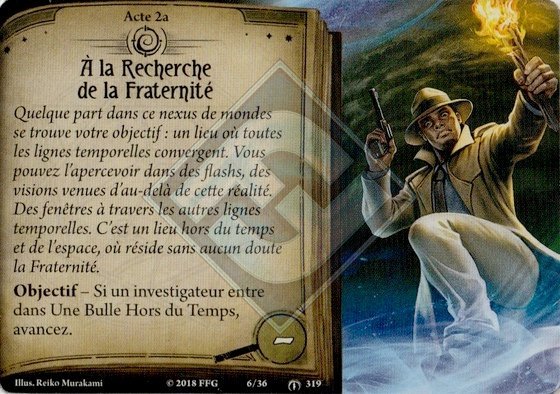 Acte 2a
À la Recherche
de la Fraternité
Quelque part dans ce nexus de mondes
se trouve votre objectif : un lieu où toutes
les lignes temporelles convergent. Vous
pouvez l'apercevoir dans des flashs, des
visions venues d'au-delà de cette réalité.
Des fenêtres à travers les autres lignes
temporelles. C'est un lieu hors du temps
et de l'espace, où réside sans aucun doute
la Fraternité.
Objectif – Si un investigateur entre
dans Une Bulle Hors du Temps,
avancez.
–
Illus. Reiko Murakami © 2018 FFG 6/36 319